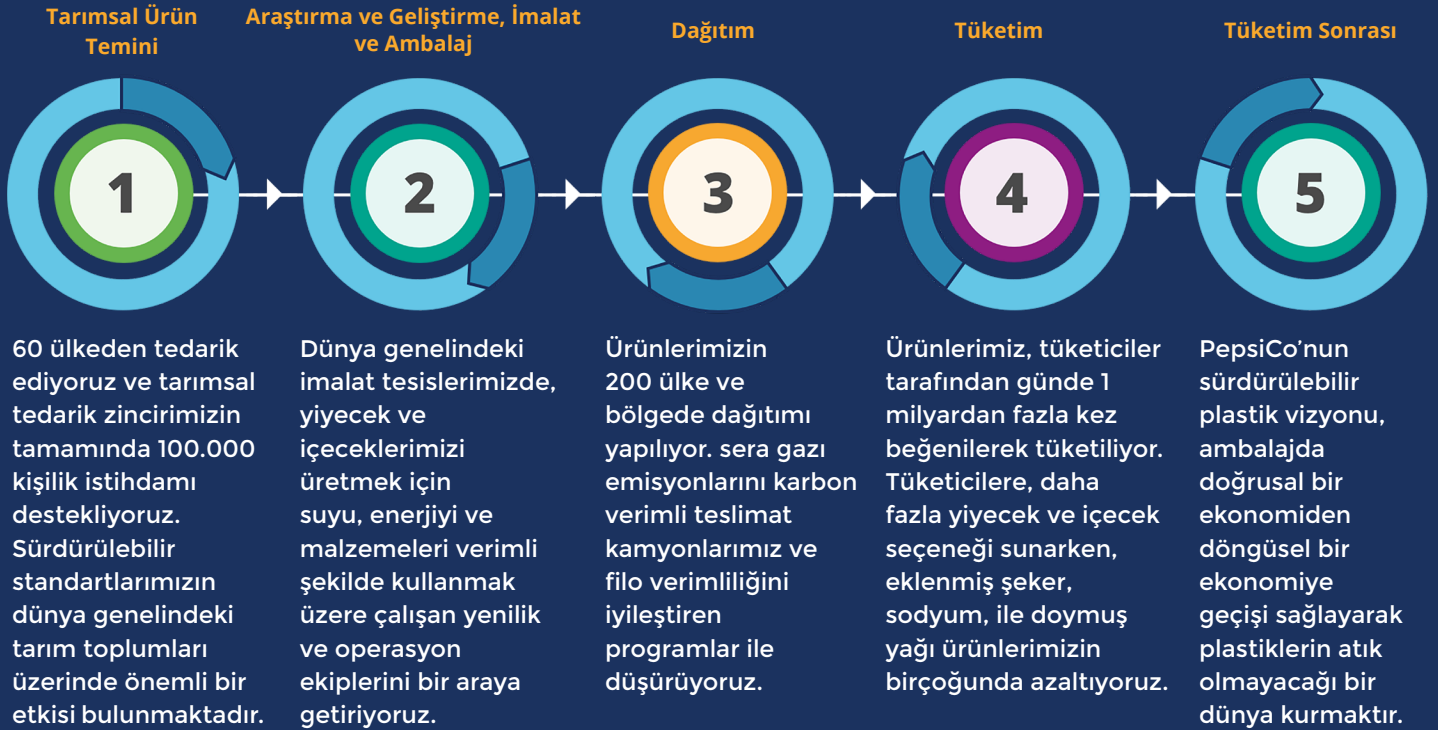 Tarımsal Ürün
Temini
Araştırma ve Geliştirme, İmalat
ve Ambalaj
Dağıtım
Tüketim
Tüketim Sonrası
1
2
3
4
5
60 ülkeden tedarik
ediyoruz ve tarımsal
tedarik zincirimizin
tamamında 100.000
kişilik istihdamı
destekliyoruz.
Sürdürülebilir
standartlarımızın
dünya genelindeki
tarım toplumları
üzerinde önemli bir
etkisi bulunmaktadır.
Dünya genelindeki
imalat tesislerimizde,
yiyecek ve
içeceklerimizi
üretmek için
suyu, enerjiyi ve
malzemeleri verimli
şekilde kullanmak
üzere çalışan yenilik
ve operasyon
ekiplerini bir araya
getiriyoruz.
Ürünlerimizin
200 ülke ve
bölgede dağıtımı
yapılıyor. sera gazı
emisyonlarını karbon
verimli teslimat
kamyonlarımız ve
filo verimliliğini
iyileştiren
programlar ile
düşürüyoruz.
Ürünlerimiz, tüketiciler
tarafından günde 1
milyardan fazla kez
beğenilerek tüketiliyor.
Tüketicilere, daha
fazla yiyecek ve içecek
seçeneği sunarken,
eklenmiş şeker,
sodyum, ile doymuş
yağı ürünlerimizin
birçoğunda azaltıyoruz.
PepsiCo’nun
sürdürülebilir
plastik vizyonu,
ambalajda
doğrusal bir
ekonomiden
döngüsel bir
ekonomiye
geçişi sağlayarak
plastiklerin atık
olmayacağı bir
dünya kurmaktır.